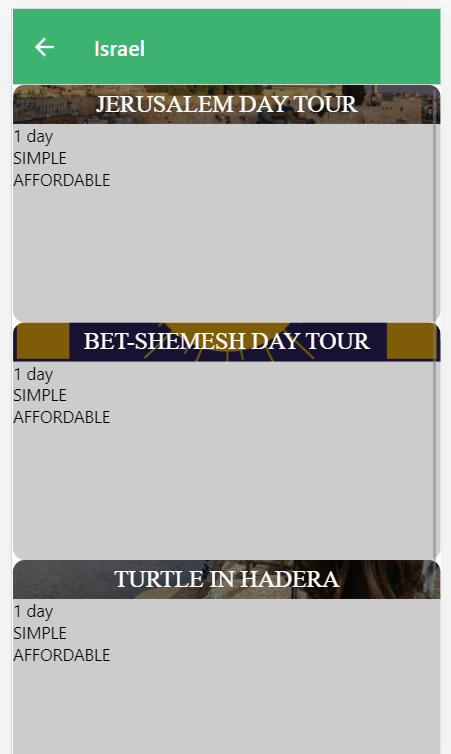 Israel
JERUSALEM DAY TOUR
1 day
SIMPLE
AFFORDABLE
BET-SHEMESH DAY TOUR
1 day
SIMPLE
AFFORDABLE
TURTLE IN HADERA
1 day
SIMPLE
AFFORDABLE